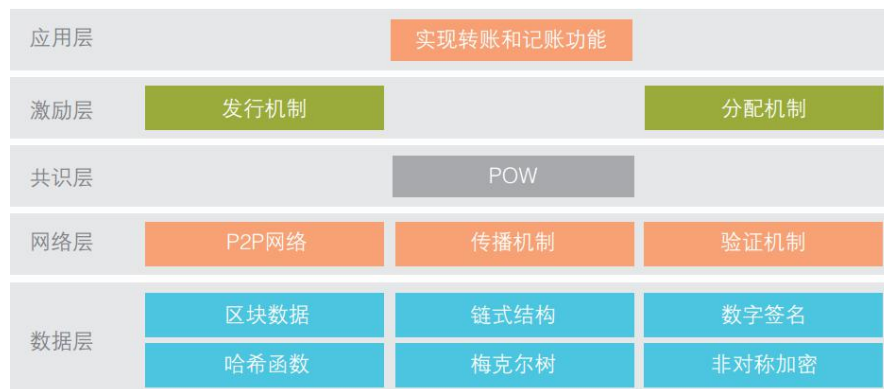 应用层
实现转账和记账功能
激励层
发行机制
分配机制
共识层
POW
网络层
P2P网络
传播机制
验证机制
数据层
区块数据
链式结构
数字签名
哈希函数
梅克尔树
非对称加密